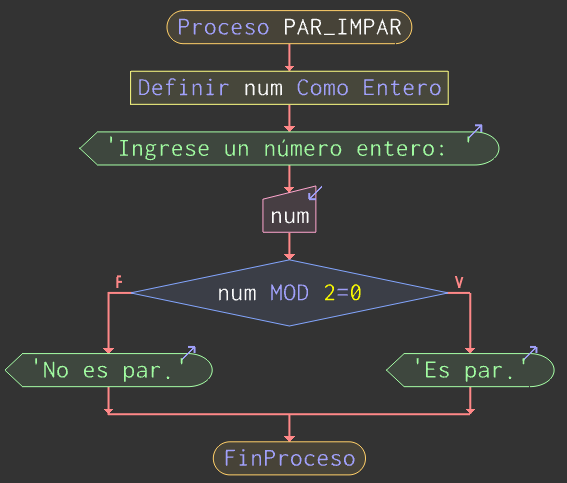 Proceso PAR_IMPAR
Definir num Como Entero
'Ingrese un número entero: '
num
num MOD 2=0
F
V
'No es par.'
'Es par.'
FinProceso